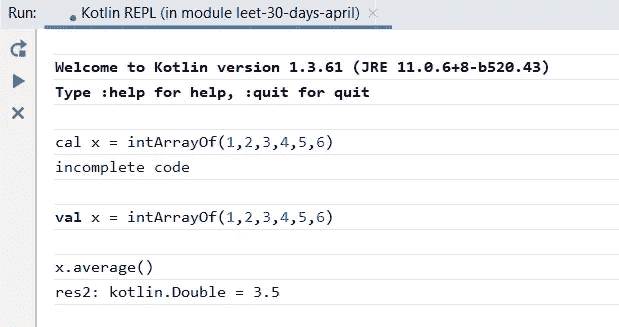 Run: Kotlin REPL (in module leet-30-days-april)
Welcome to Kotlin version 1.3.61 (JRE 11.0.6+8-b520.43)
Type :help for help, :quit for quit
cal x = intArrayOf(1,2,3,4,5,6)
incomplete code
val x = intArrayOf(1,2,3,4,5,6)
x.average()
res2: kotlin.Double = 3.5